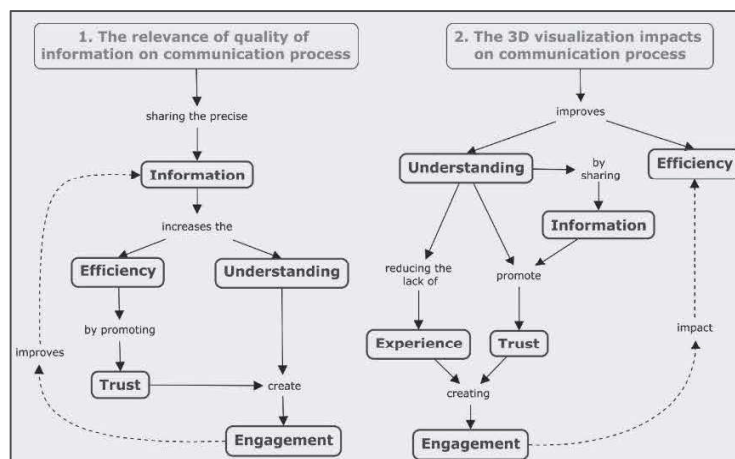 1. The relevance of quality of
information on communication process
sharing the precise
Information
increases the
Efficiency
Understanding
by promoting
improves
Trust
create
Engagement
2. The 3D visualization impacts
on communication process
improves
Understanding
by
sharing
Efficiency
Information
reducing the
lack of
promote
Experience
Trust
impact
creating
Engagement